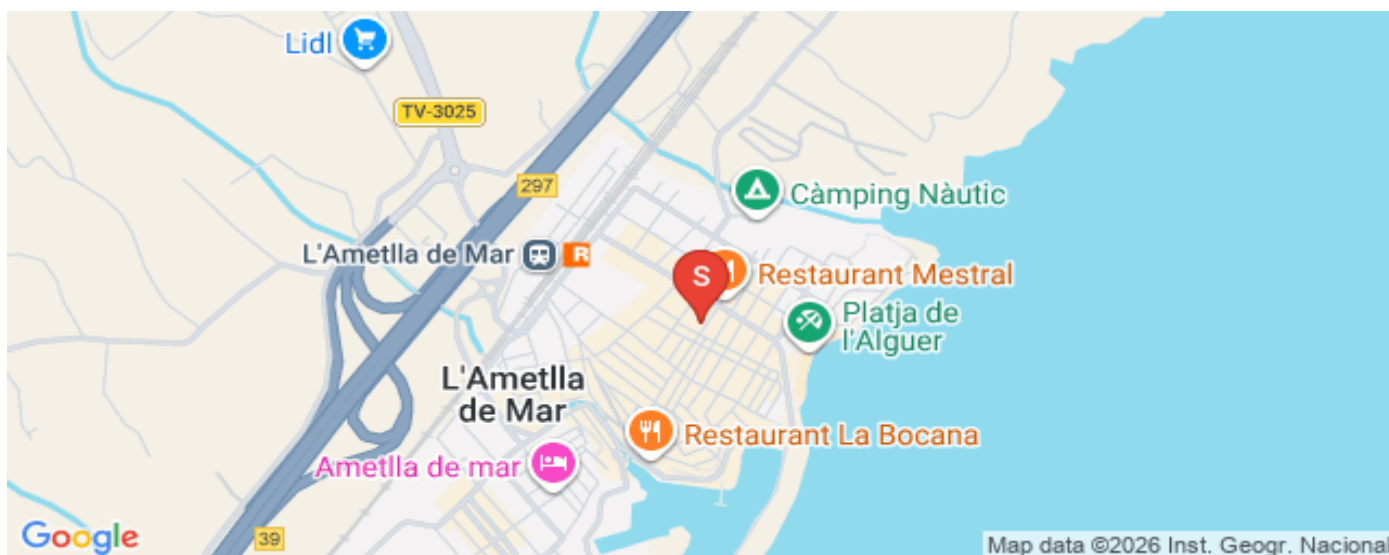 Lidl
TV-3025
297
Càmping Nàutic
L'Ametlla de Mar
R
S
Restaurant Mestral
Platja de
l'Alguer
L'Ametlla
de Mar
Restaurant La Bocana
Ametlla de mar
39
Google
Map data ©2026 Inst. Geogr. Nacional